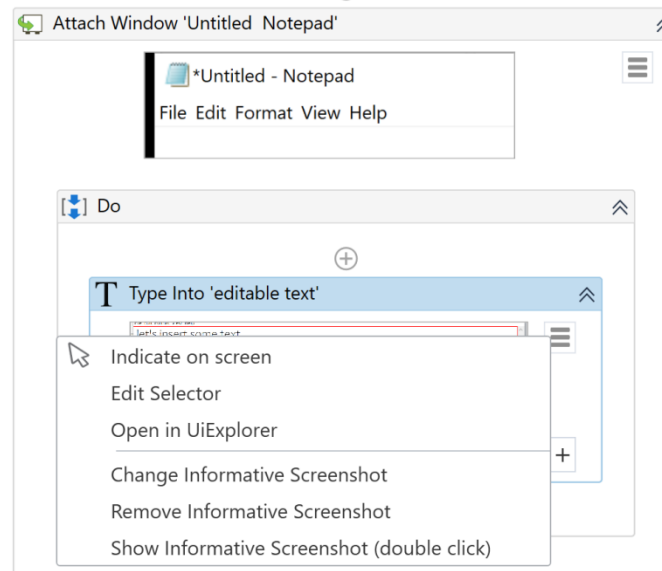 Attach Window 'Untitled Notepad'
*Untitled - Notepad
File Edit Format View Help
Do
Type Into 'editable text'
let's insert some text
Indicate on screen
Edit Selector
Open in UiExplorer
Change Informative Screenshot
Remove Informative Screenshot
Show Informative Screenshot (double click)